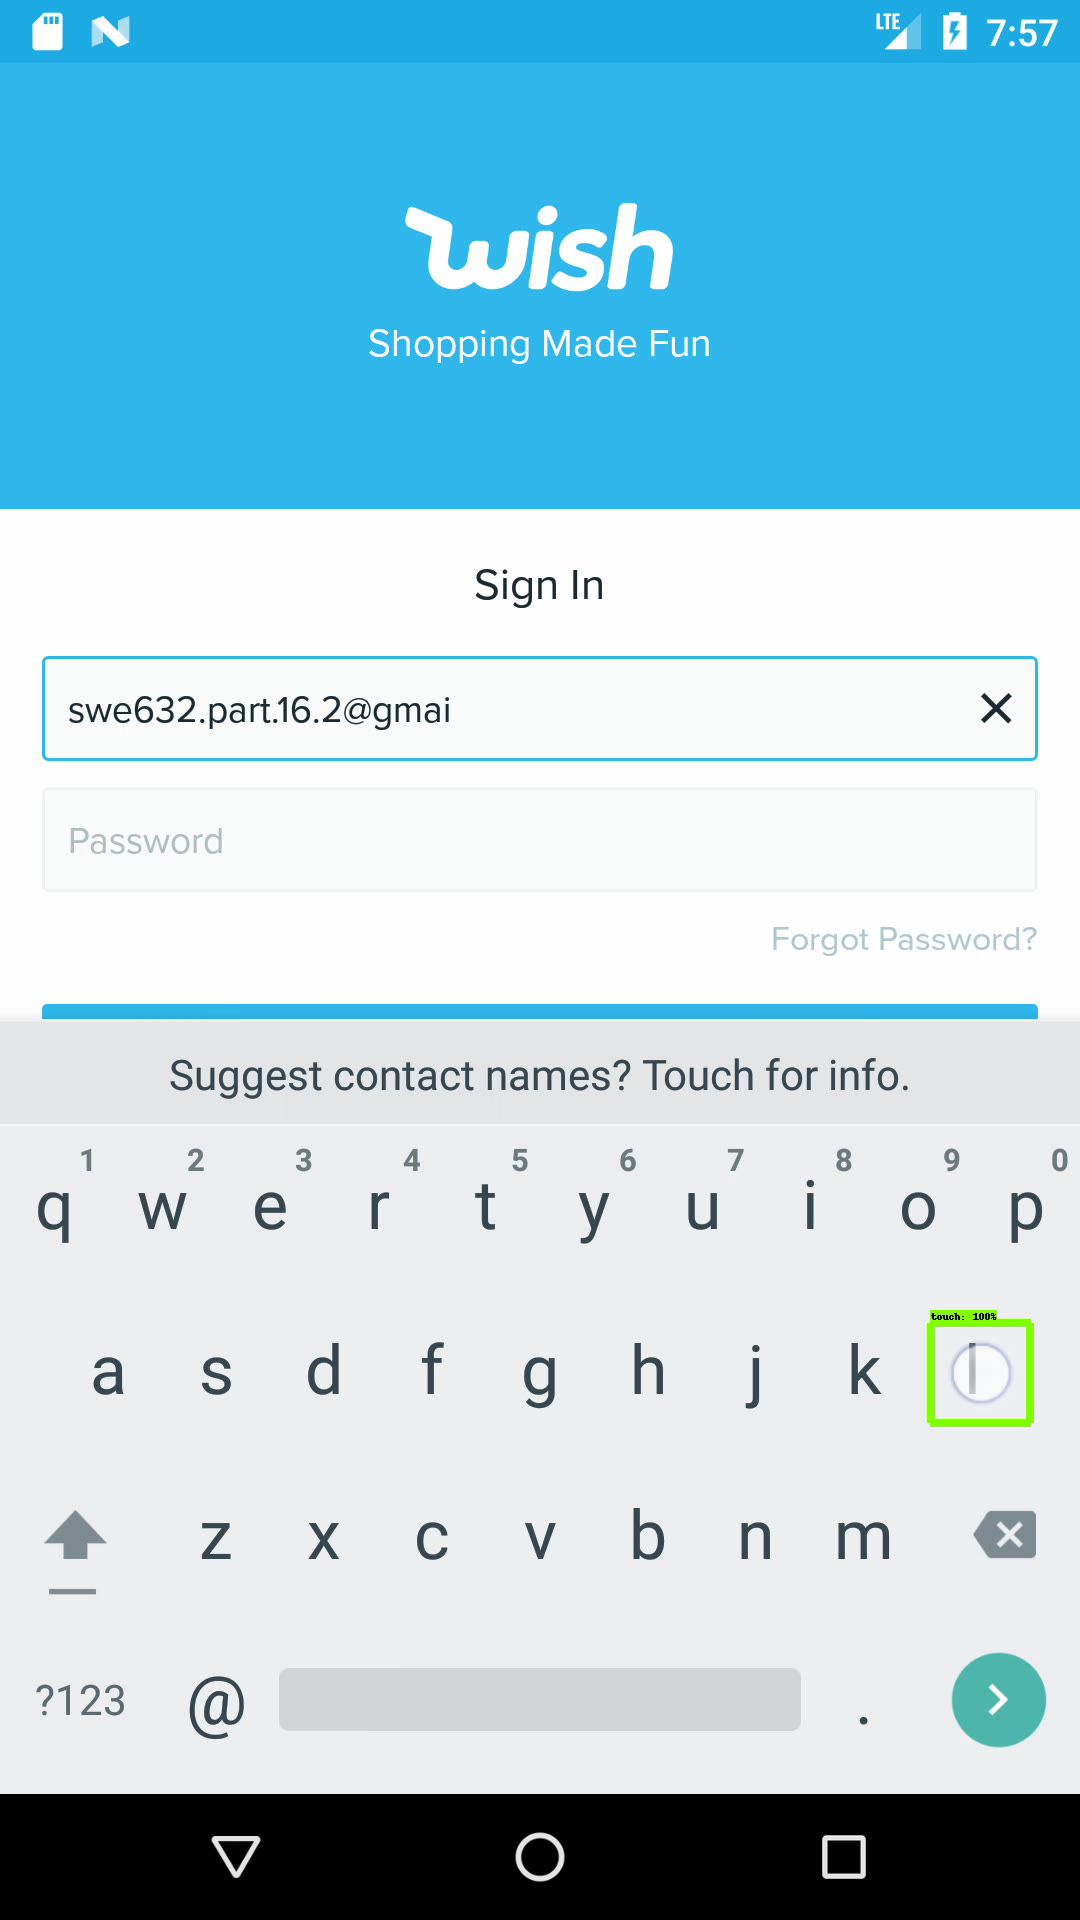 LTE 7:57
wish
Shopping Made Fun
Sign In
swe632.part.16.2@gmai
Password
Forgot Password?
Suggest contact names? Touch for info.
1 2 3 4 5 6 7 8 9 0
q w e r t y u i o p
touch: 100%
a s d f g h j k l
z x c v b n m
?123 @ .